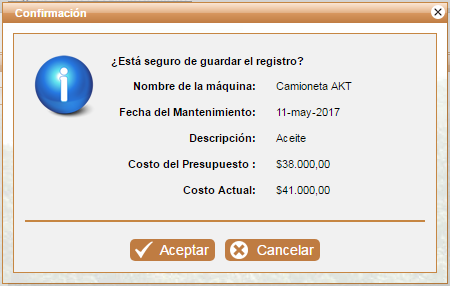 Confirmación
¿Está seguro de guardar el registro?
Nombre de la máquina: Camioneta AKT
Fecha del Mantenimiento: 11-may-2017
Descripción: Aceite
Costo del Presupuesto : $38.000,00
Costo Actual: $41.000,00
Aceptar Cancelar